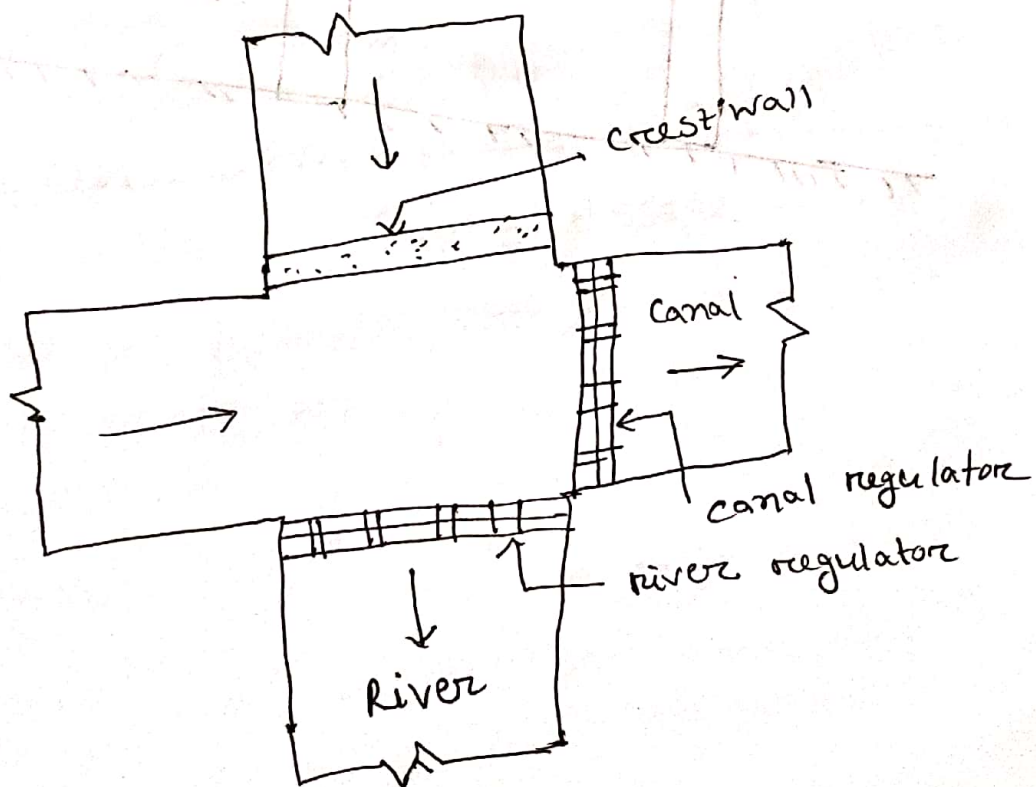 crest wall
Canal
canal regulator
river regulator
River